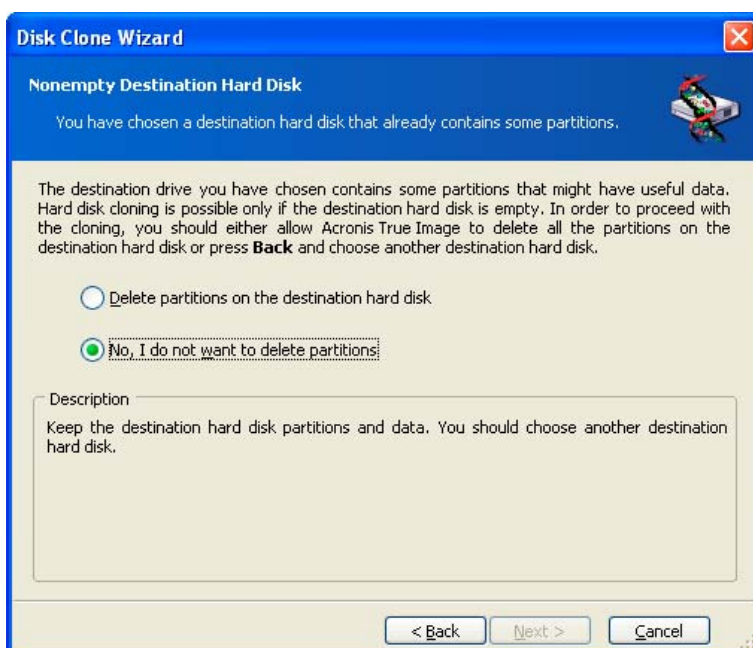 Disk Clone Wizard
Nonempty Destination Hard Disk
You have chosen a destination hard disk that already contains some partitions.
The destination drive you have chosen contains some partitions that might have useful data.
Hard disk cloning is possible only if the destination hard disk is empty. In order to proceed with
the cloning, you should either allow Acronis True Image to delete all the partitions on the
destination hard disk or press Back and choose another destination hard disk.
Delete partitions on the destination hard disk
No, I do not want to delete partitions
Description
Keep the destination hard disk partitions and data. You should choose another destination
hard disk.
< Back Next > Cancel